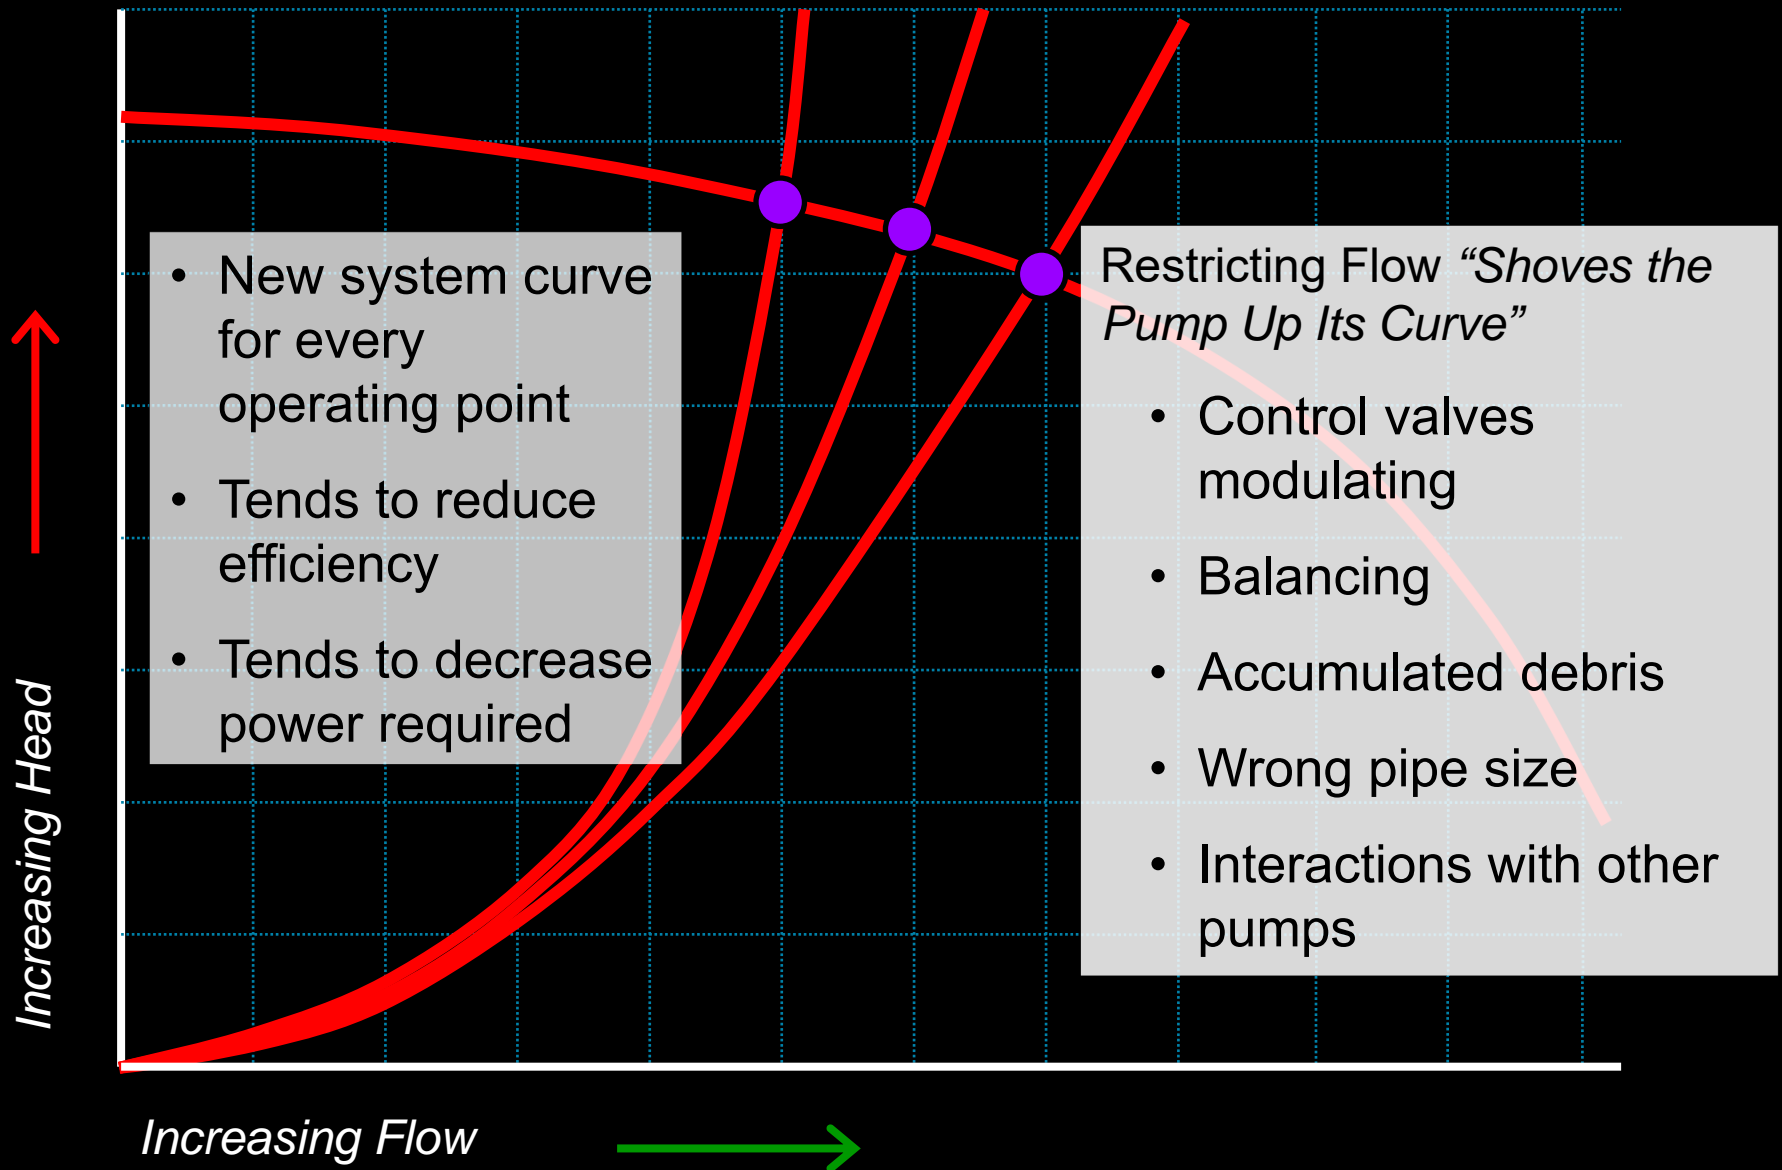 • New system curve
for every
operating point
• Tends to reduce
efficiency
• Tends to decrease
power required
Restricting Flow “Shoves the
Pump Up Its Curve”
• Control valves
modulating
• Balancing
• Accumulated debris
• Wrong pipe size
• Interactions with other
pumps
Increasing Head
Increasing Flow